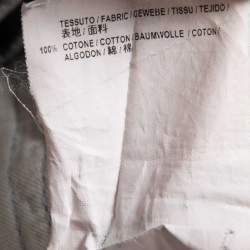 TESSUTO / FABRIC / GEWEBE / TISSU / TEJIDO /
表地 / 面料
100% COTONE / COTTON / BAUMWOLLE / COTON /
ALGODON / 綿 / 棉